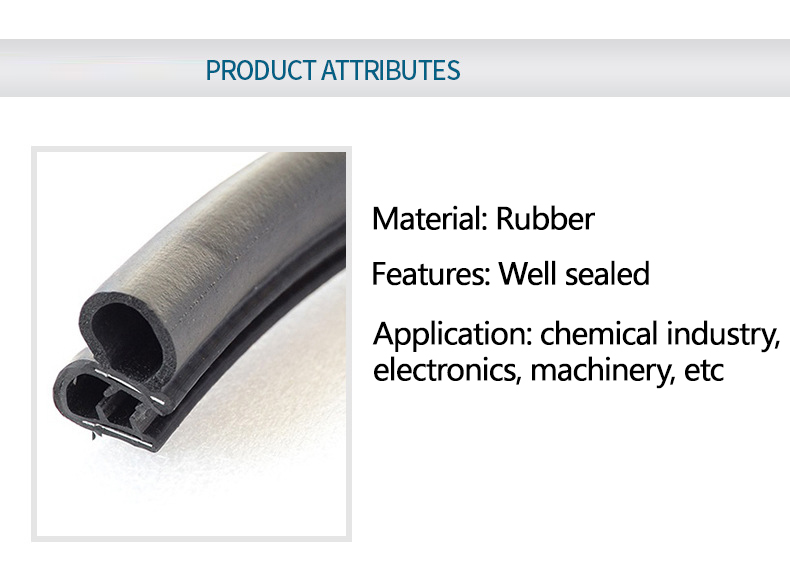 PRODUCT ATTRIBUTES
Material: Rubber
Features: Well sealed
Application: chemical industry,
electronics, machinery, etc